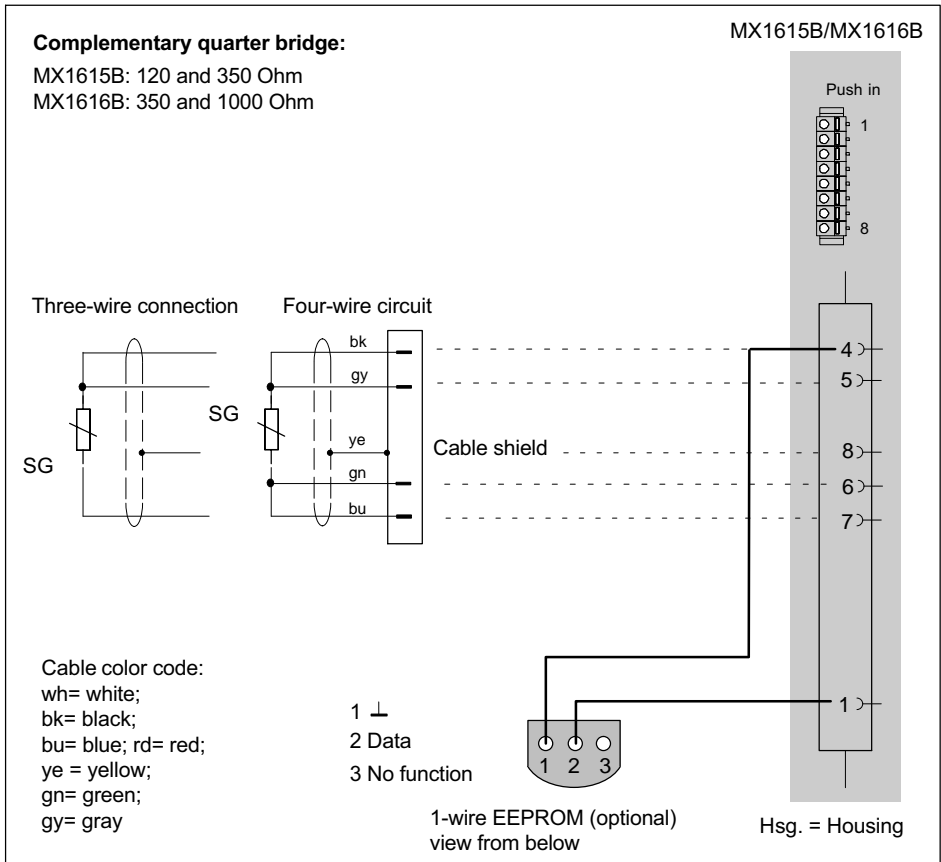 Complementary quarter bridge:
MX1615B: 120 and 350 Ohm
MX1616B: 350 and 1000 Ohm
MX1615B/MX1616B
Push in
1
8
Three-wire connection
Four-wire circuit
SG
SG
bk
gy
ye
gn
bu
Cable shield
4
5
8
6
7
1
Cable color code:
wh= white;
bk= black;
bu= blue; rd= red;
ye = yellow;
gn= green;
gy= gray
1 ⊥
2 Data
3 No function
1 2 3
1-wire EEPROM (optional)
view from below
Hsg. = Housing